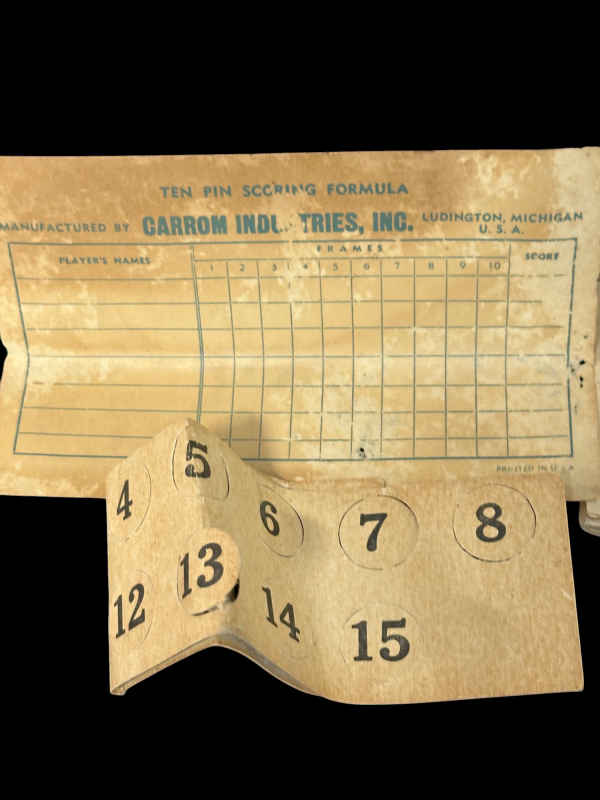 TEN PIN SCORING FORMULA
MANUFACTURED BY CARROM INDUSTRIES, INC. LUDINGTON, MICHIGAN
U. S. A.
PLAYER'S NAMES FRAMES SCORE
1 2 3 4 5 6 7 8 9 10
PRINTED IN U.S.A.
4 5 6 7 8
12 13 14 15